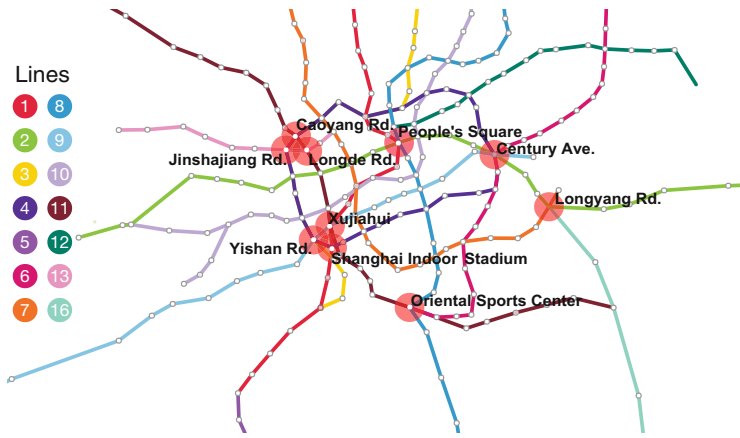 Lines
1 8
2 9
3 10
4 11
5 12
6 13
7 16
Caoyang Rd.
People's Square
Jinshajiang Rd.
Longde Rd.
Century Ave.
Longyang Rd.
Xujiahui
Yishan Rd.
Shanghai Indoor Stadium
Oriental Sports Center